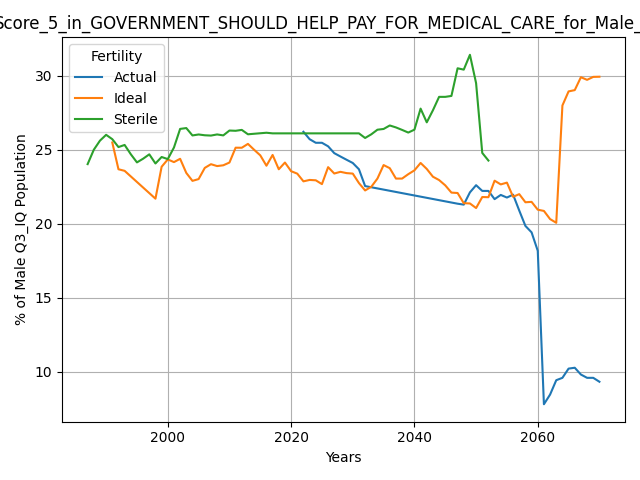 Score_5_in_GOVERNMENT_SHOULD_HELP_PAY_FOR_MEDICAL_CARE_for_Male_
Fertility
Actual
Ideal
Sterile
% of Male Q3_IQ Population
30
25
20
15
10
2000
2020
2040
2060
Years